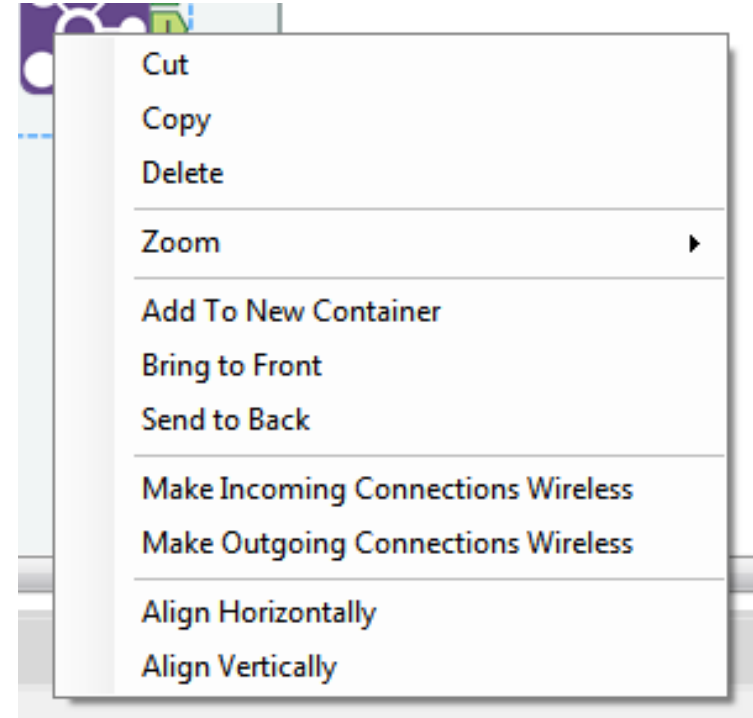 Cut
Copy
Delete
Zoom
Add To New Container
Bring to Front
Send to Back
Make Incoming Connections Wireless
Make Outgoing Connections Wireless
Align Horizontally
Align Vertically